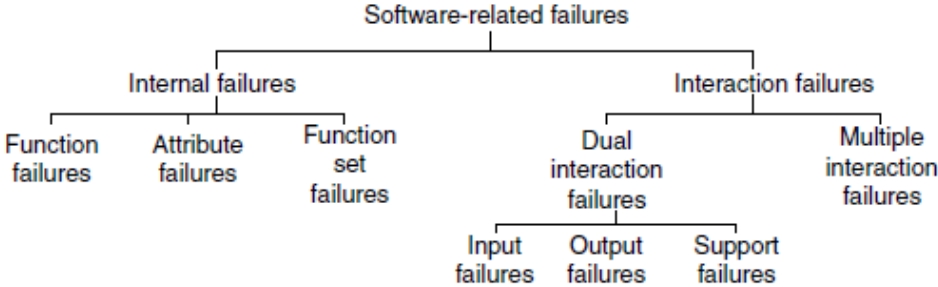 Software-related failures
Internal failures
Interaction failures
Function
failures
Attribute
failures
Function
set
failures
Dual
interaction
failures
Multiple
interaction
failures
Input
failures
Output
failures
Support
failures